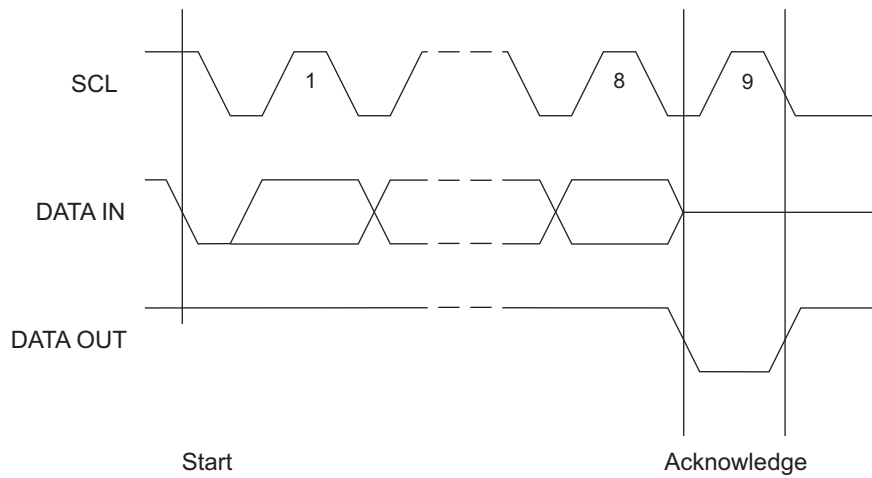 SCL
1
8
9
DATA IN
DATA OUT
Start
Acknowledge